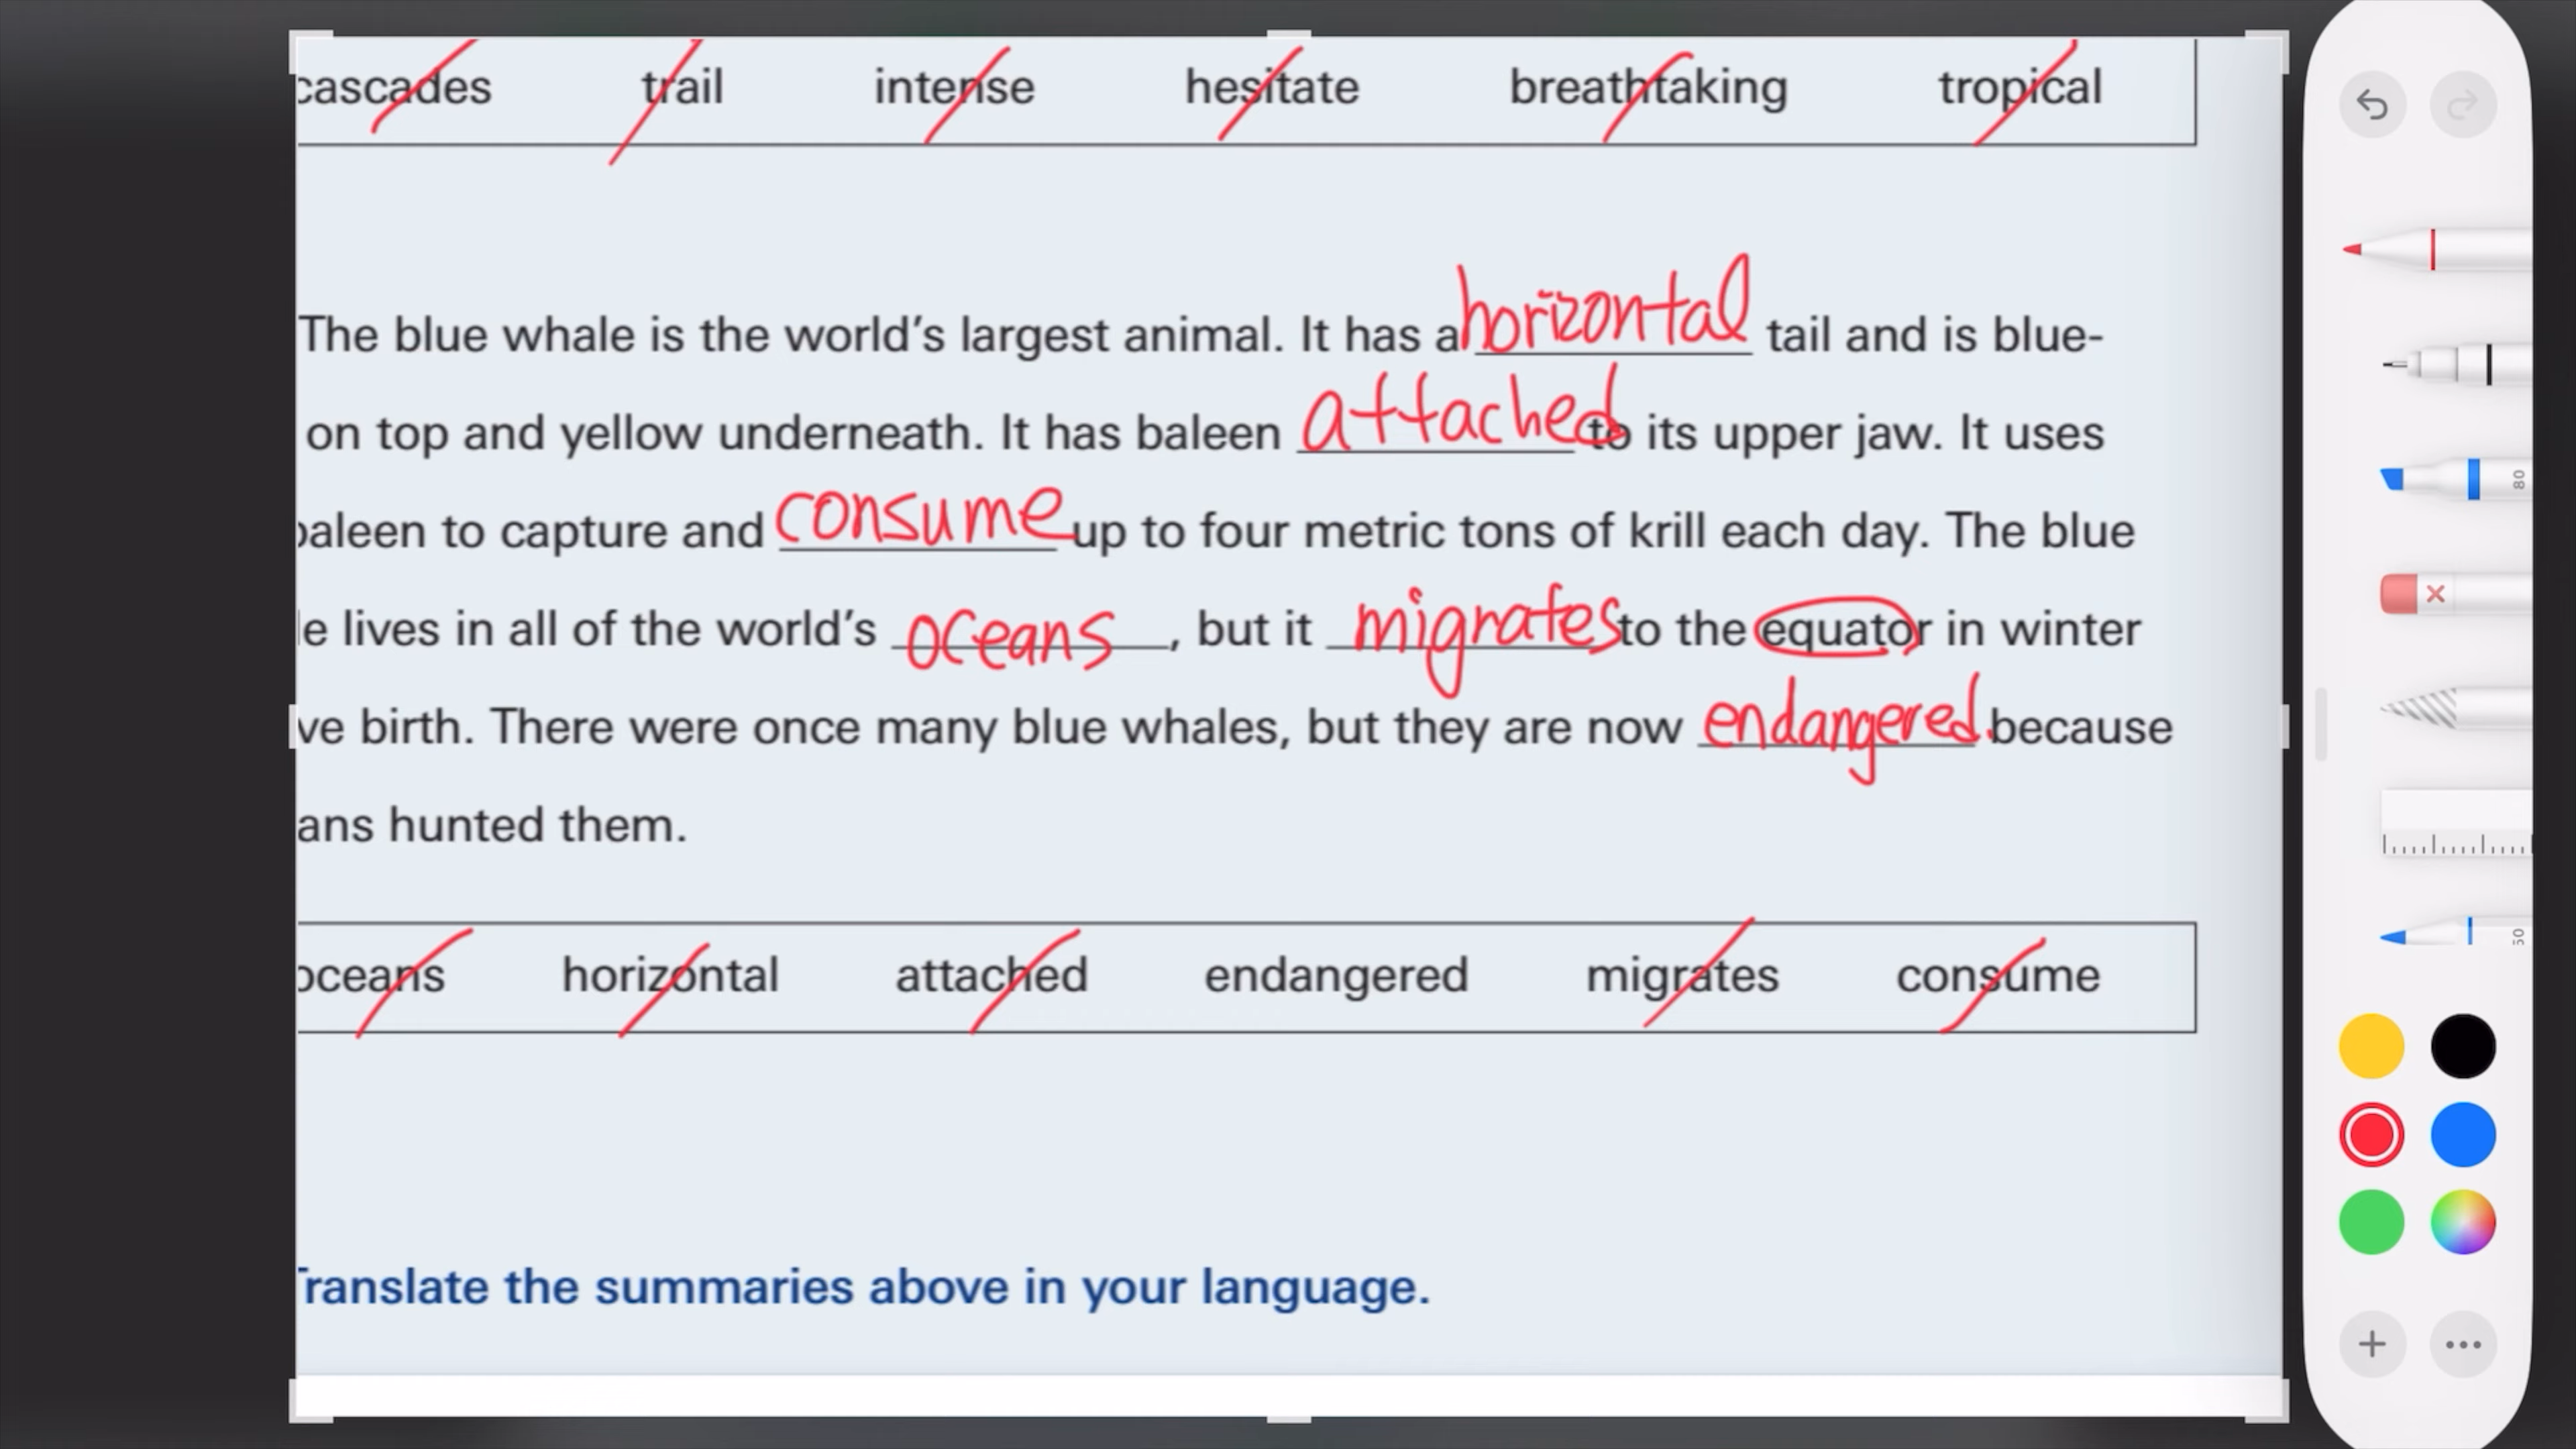 cascades trail intense hesitate breathtaking tropical
The blue whale is the world's largest animal. It has a horizontal tail and is blue-
on top and yellow underneath. It has baleen attached to its upper jaw. It uses
baleen to capture and consume up to four metric tons of krill each day. The blue
le lives in all of the world's oceans, but it migrates to the equator in winter
ve birth. There were once many blue whales, but they are now endangered. because
ans hunted them.
oceans horizontal attached endangered migrates consume
Translate the summaries above in your language.
80
50